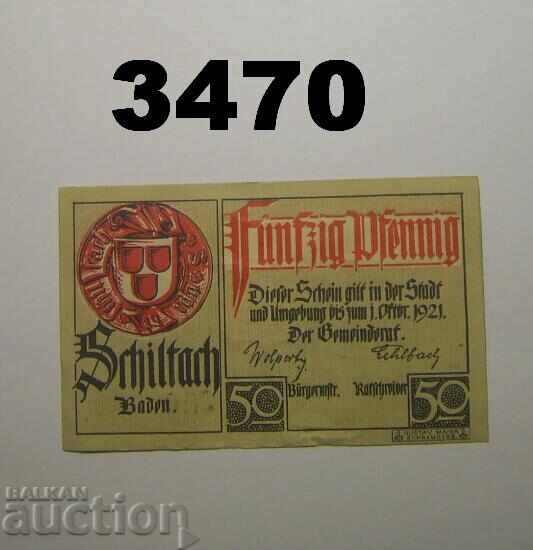 3470
Fünfzig Pfennig
Dieser Schein gilt in der Stadt
und Umgebung bis zum 1. Oktbr. 1921.
Der Gemeinderat.
Schiltach
Baden.
50
Bürgermstr. Ratschreiber
50
BALKAN
auction